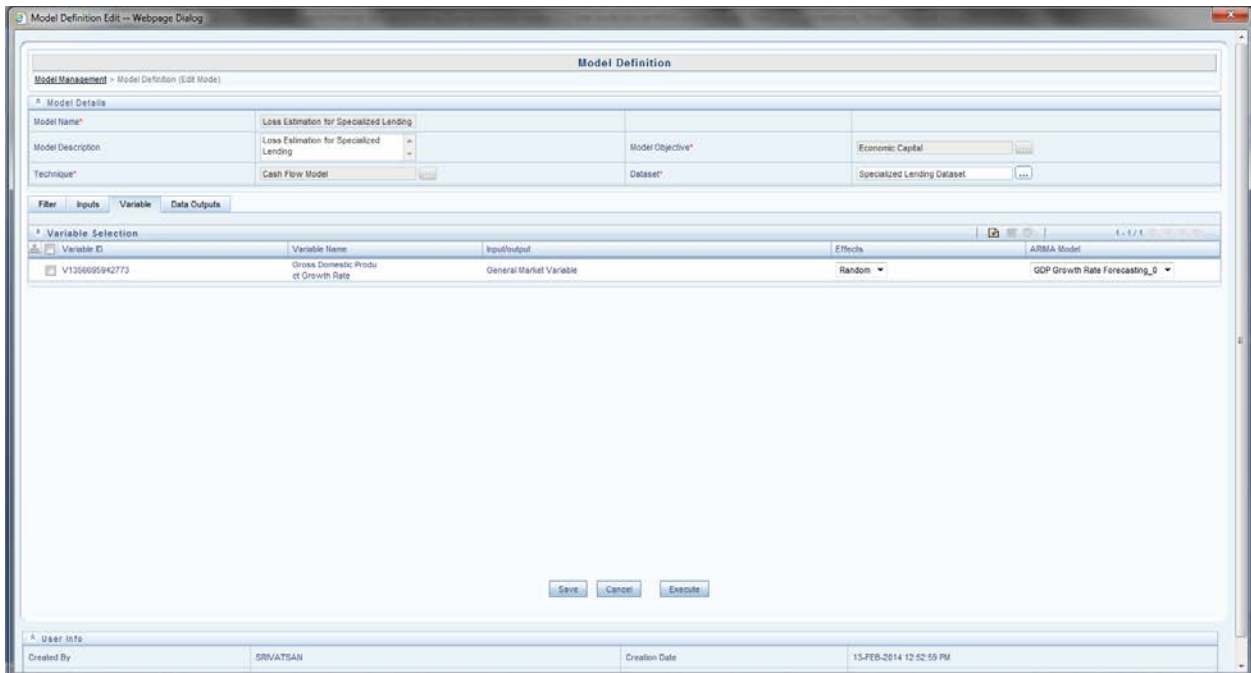 Model Definition Edit -- Webpage Dialog
Model Definition
Model Management > Model Definition (Edit Mode)
Model Details
Model Name*
Loss Estimation for Specialized Lending
Model Description
Loss Estimation for Specialized
Lending
Model Objective*
Economic Capital
...
Technique*
Cash Flow Model
...
Dataset*
Specialized Lending Dataset
...
Filter Inputs Variable Data Outputs
Variable Selection
1 - 1 / 1
Variable ID Variable Name Input/output Effects ARMA Model
V1356695942773
Gross Domestic Produ
ct Growth Rate
General Market Variable
Random
GDP Growth Rate Forecasting_0
Save Cancel Execute
User Info
Created By SRIVATSAN Creation Date 13-FEB-2014 12:52:59 PM